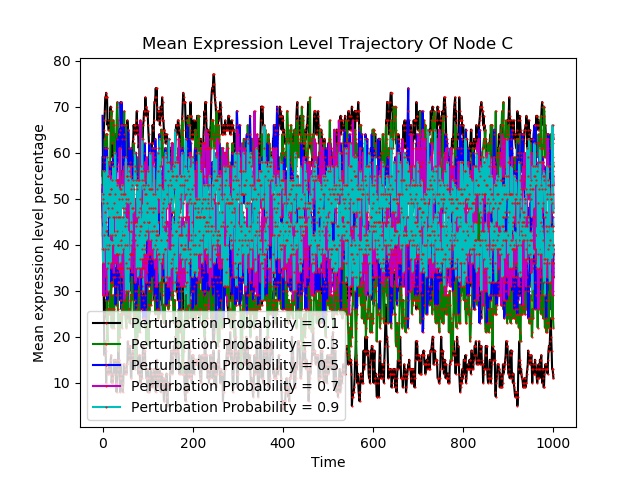 Mean Expression Level Trajectory Of Node C
Mean expression level percentage
80
70
60
50
40
30
20
10
Perturbation Probability = 0.1
Perturbation Probability = 0.3
Perturbation Probability = 0.5
Perturbation Probability = 0.7
Perturbation Probability = 0.9
0 200 400 600 800 1000
Time